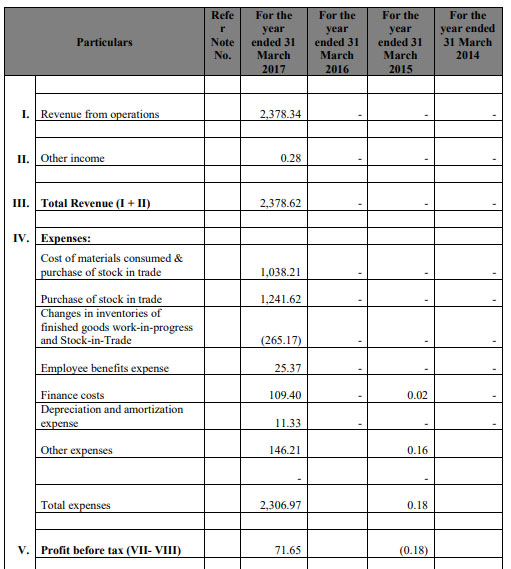 Particulars Refe r Note No. For the year ended 31 March 2017 For the year ended 31 March 2016 For the year ended 31 March 2015 For the year ended 31 March 2014
I. Revenue from operations 2,378.34 - - -
II. Other income 0.28 - - -
III. Total Revenue (I + II) 2,378.62 - - -
IV. Expenses:
Cost of materials consumed &
purchase of stock in trade 1,038.21 - - -
Purchase of stock in trade 1,241.62 - - -
Changes in inventories of
finished goods work-in-progress
and Stock-in-Trade (265.17) - - -
Employee benefits expense 25.37 - - -
Finance costs 109.40 - 0.02 -
Depreciation and amortization
expense 11.33 - - -
Other expenses 146.21 0.16
- -
Total expenses 2,306.97 0.18
V. Profit before tax (VII- VIII) 71.65 (0.18)